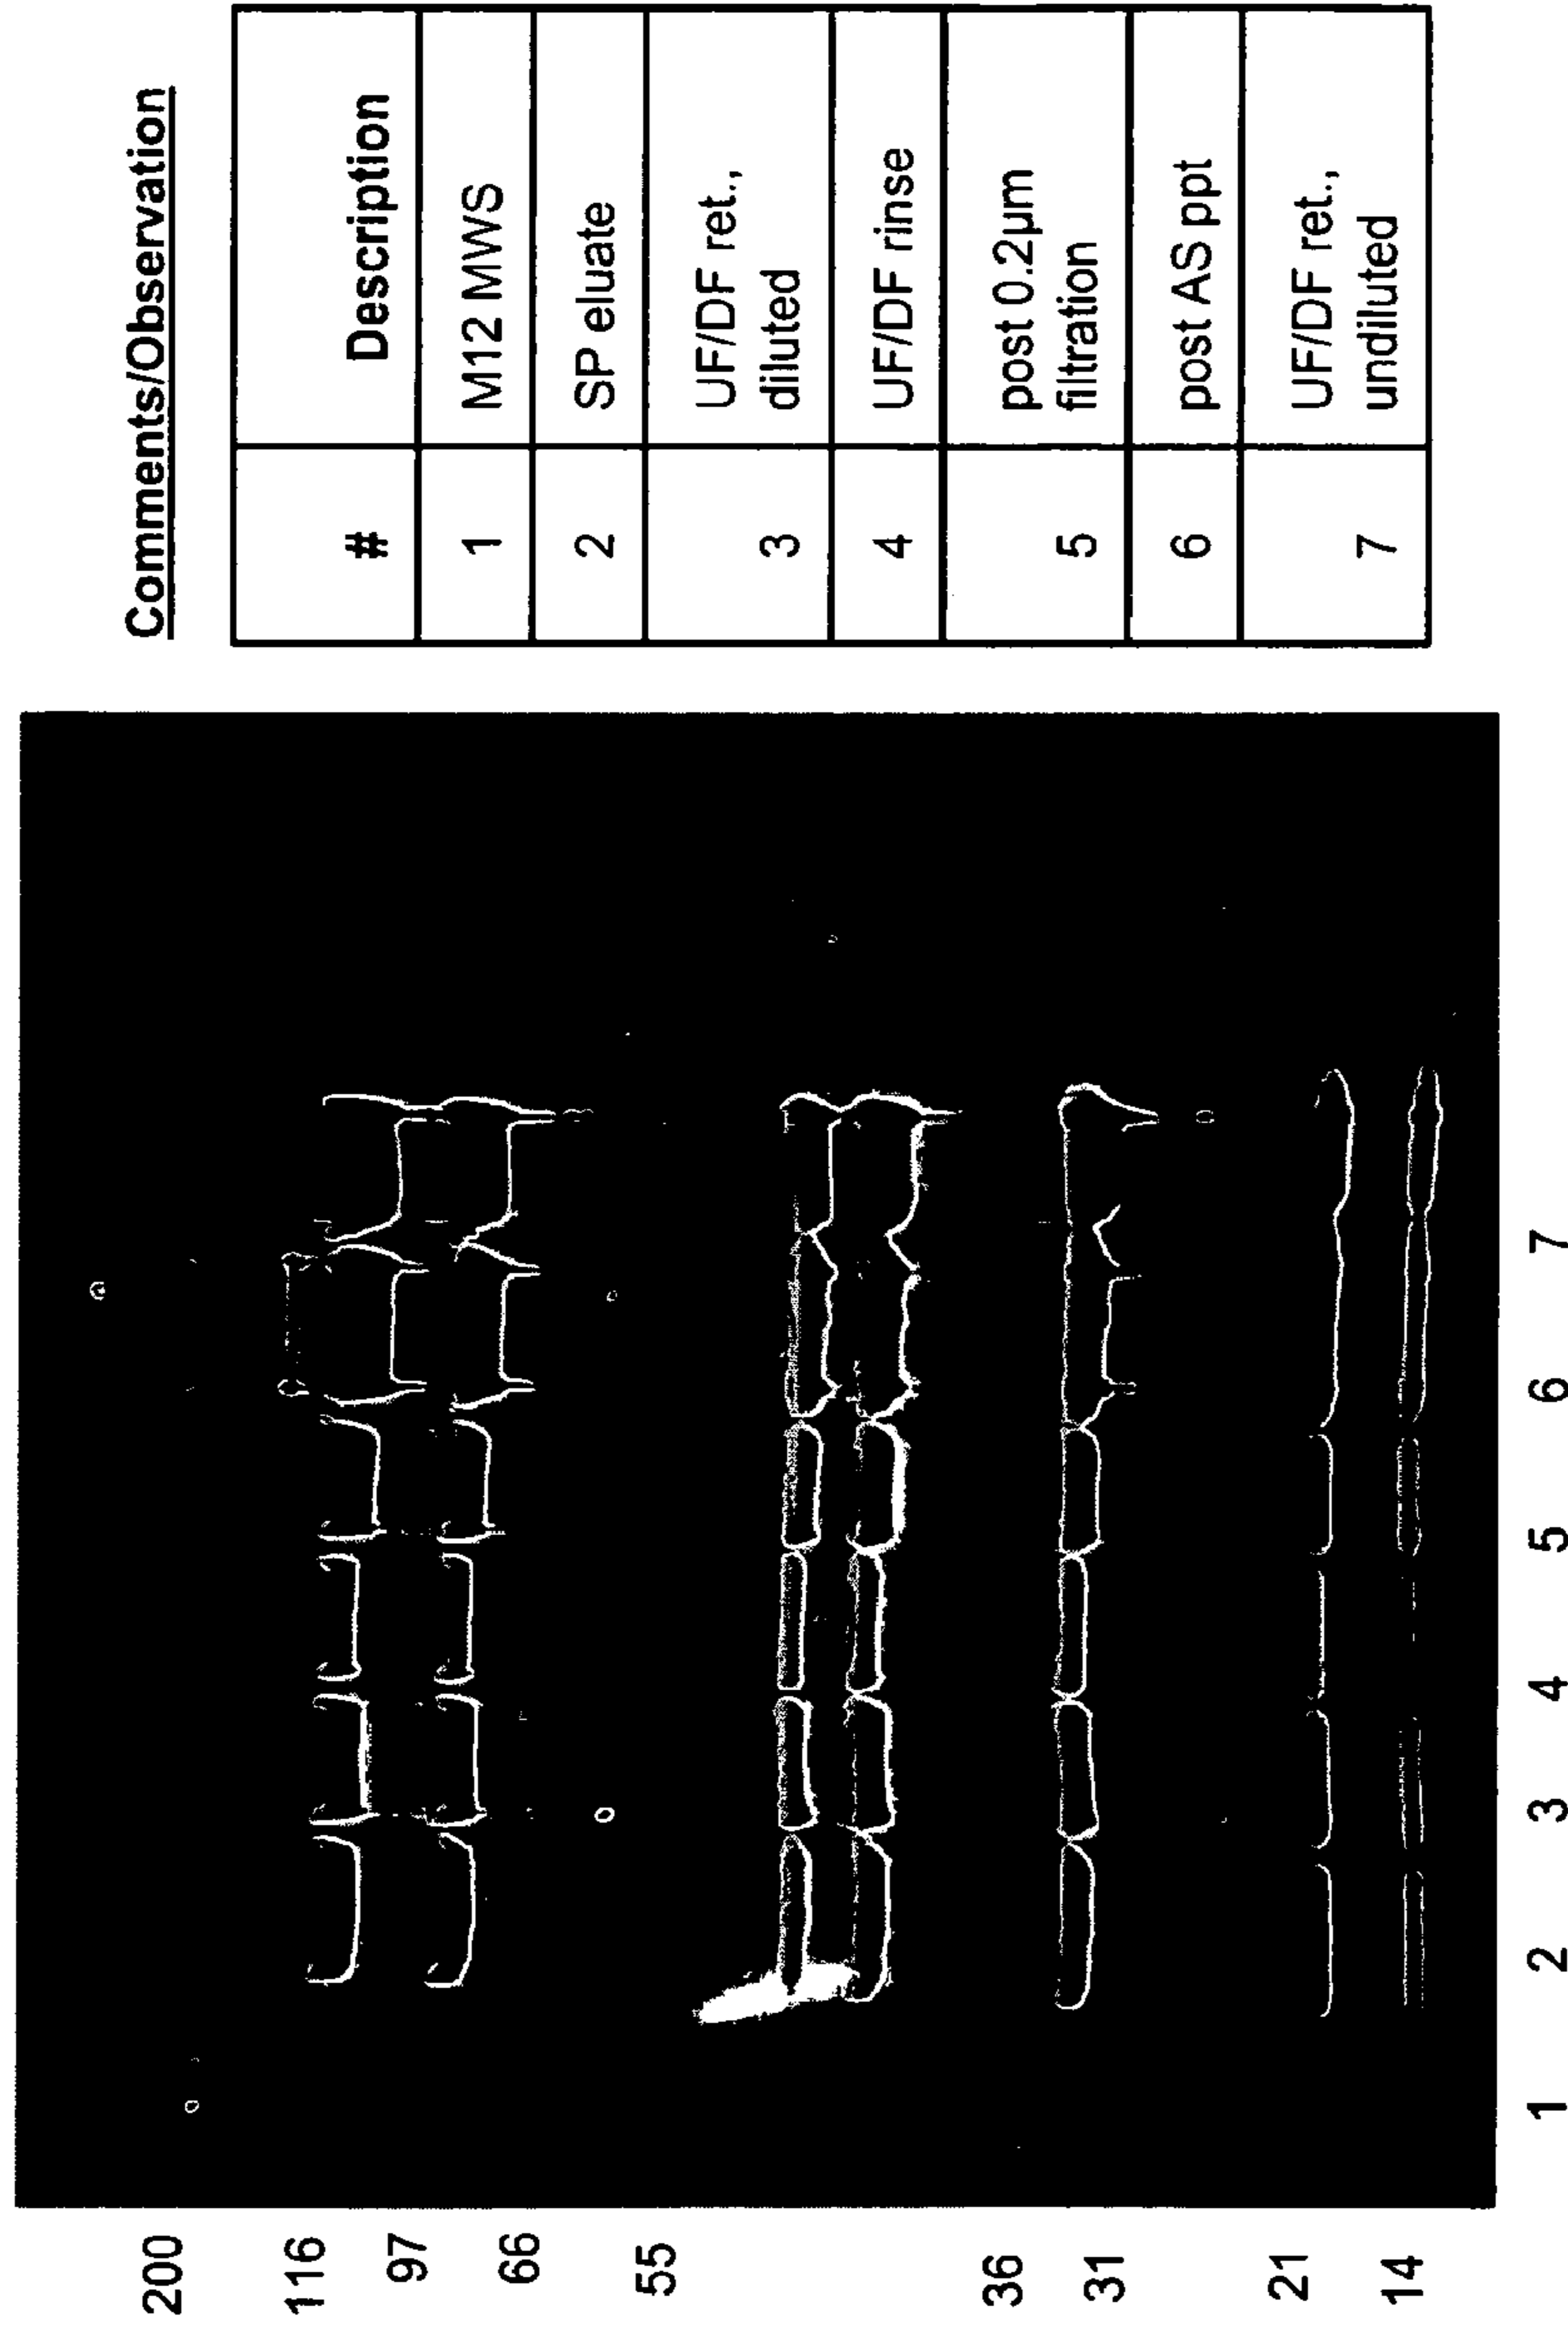 200
116
97
66
55
36
31
21
14
1 2 3 4 5 6 7
Comments/Observation
# Description
1 M12 MWS
2 SP eluate
3 UF/DF ret.,
diluted
4 UF/DF rinse
5 post 0.2µm
filtration
6 post AS ppt
7 UF/DF ret.,
undiluted